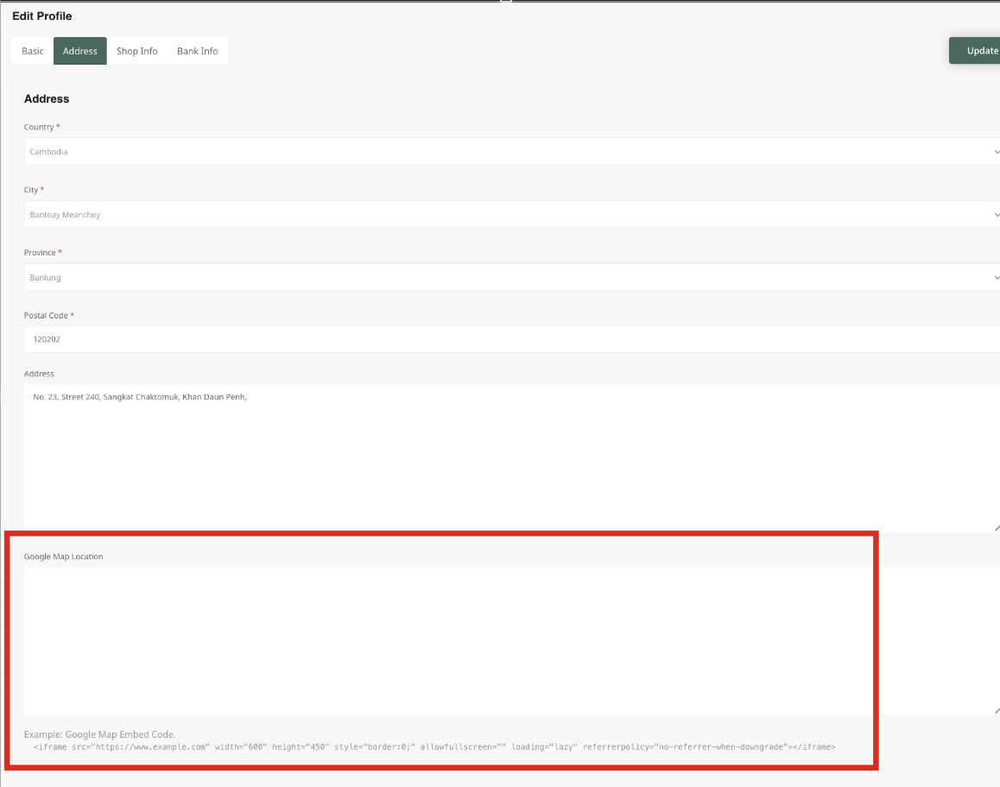 Edit Profile
Basic Address Shop Info Bank Info
Update
Address
Country *
Cambodia
City *
Banteay Meanchey
Province *
Banlung
Postal Code *
120202
Address
No. 23, Street 240, Sangkat Chaktomuk, Khan Daun Penh,
Google Map Location
Example: Google Map Embed Code.
<iframe src="https://www.example.com" width="600" height="450" style="border:0;" allowfullscreen="" loading="lazy" referrerpolicy="no-referrer-when-downgrade"></iframe>